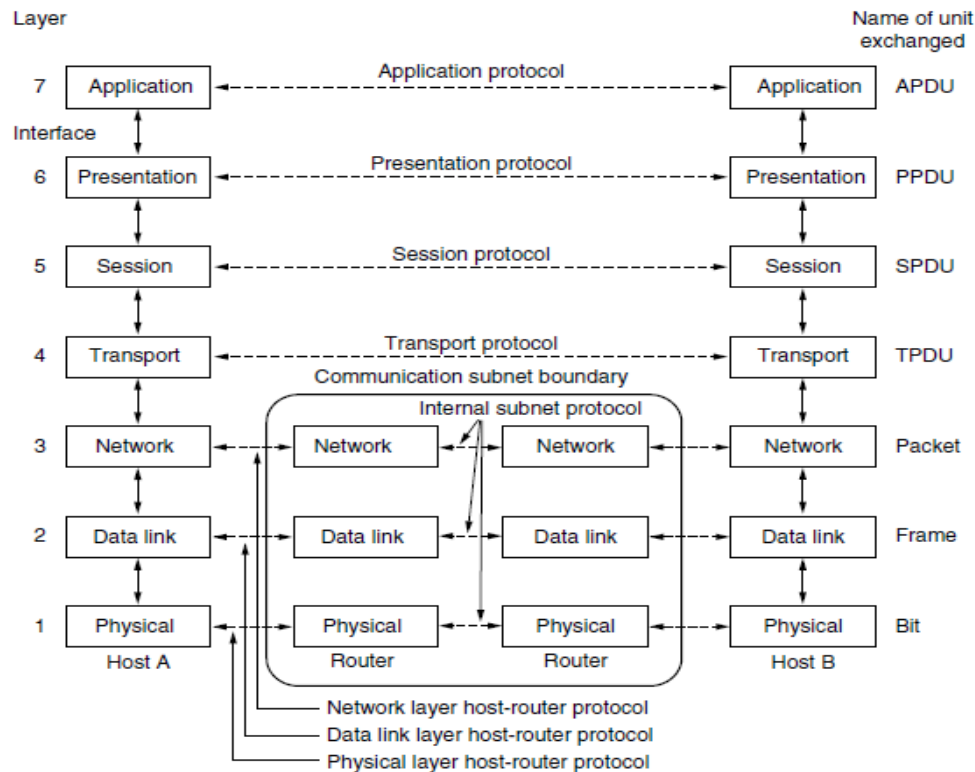 Layer
Name of unit
exchanged
7 Application Application protocol Application APDU
Interface
6 Presentation Presentation protocol Presentation PPDU
5 Session Session protocol Session SPDU
4 Transport Transport protocol Transport TPDU
Communication subnet boundary
Internal subnet protocol
3 Network Network Network Network Packet
2 Data link Data link Data link Data link Frame
1 Physical Physical Physical Physical Bit
Host A Router Router Host B
Network layer host-router protocol
Data link layer host-router protocol
Physical layer host-router protocol